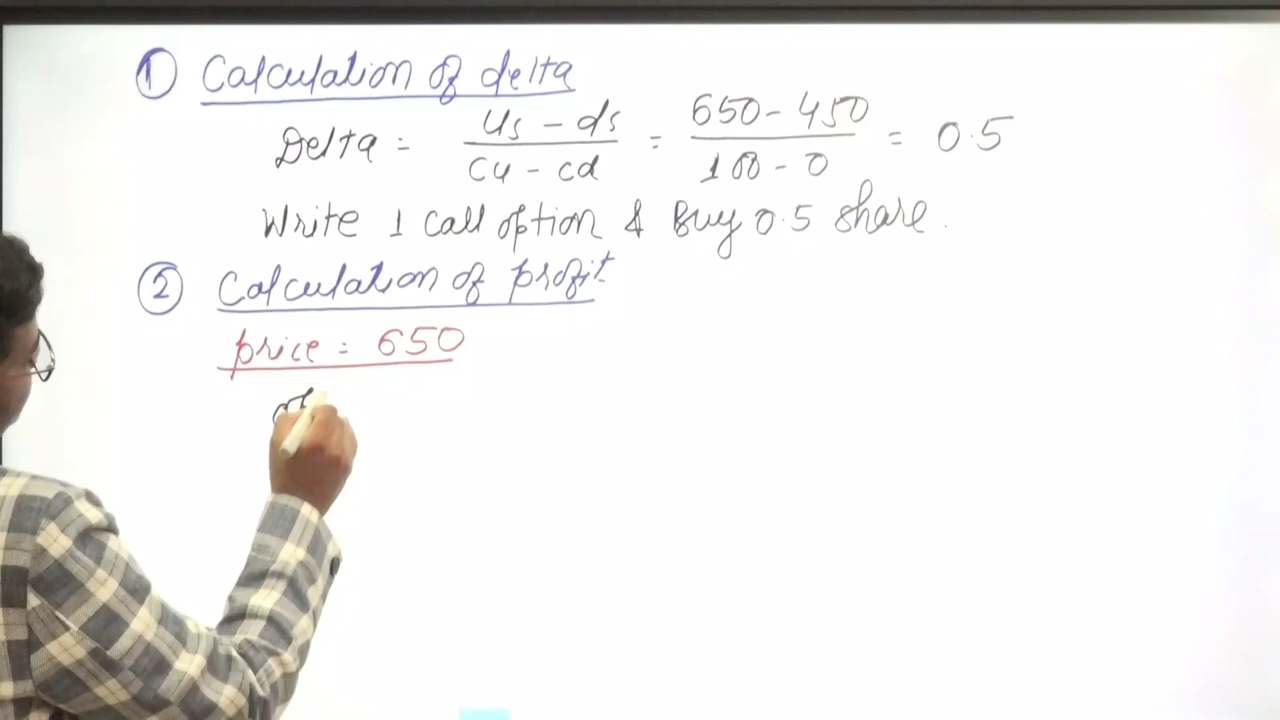 ① Calculation of delta
Delta = us - ds / cu - cd = 650 - 450 / 100 - 0 = 0.5
Write 1 call option & Buy 0.5 share.
② Calculation of profit
price = 650